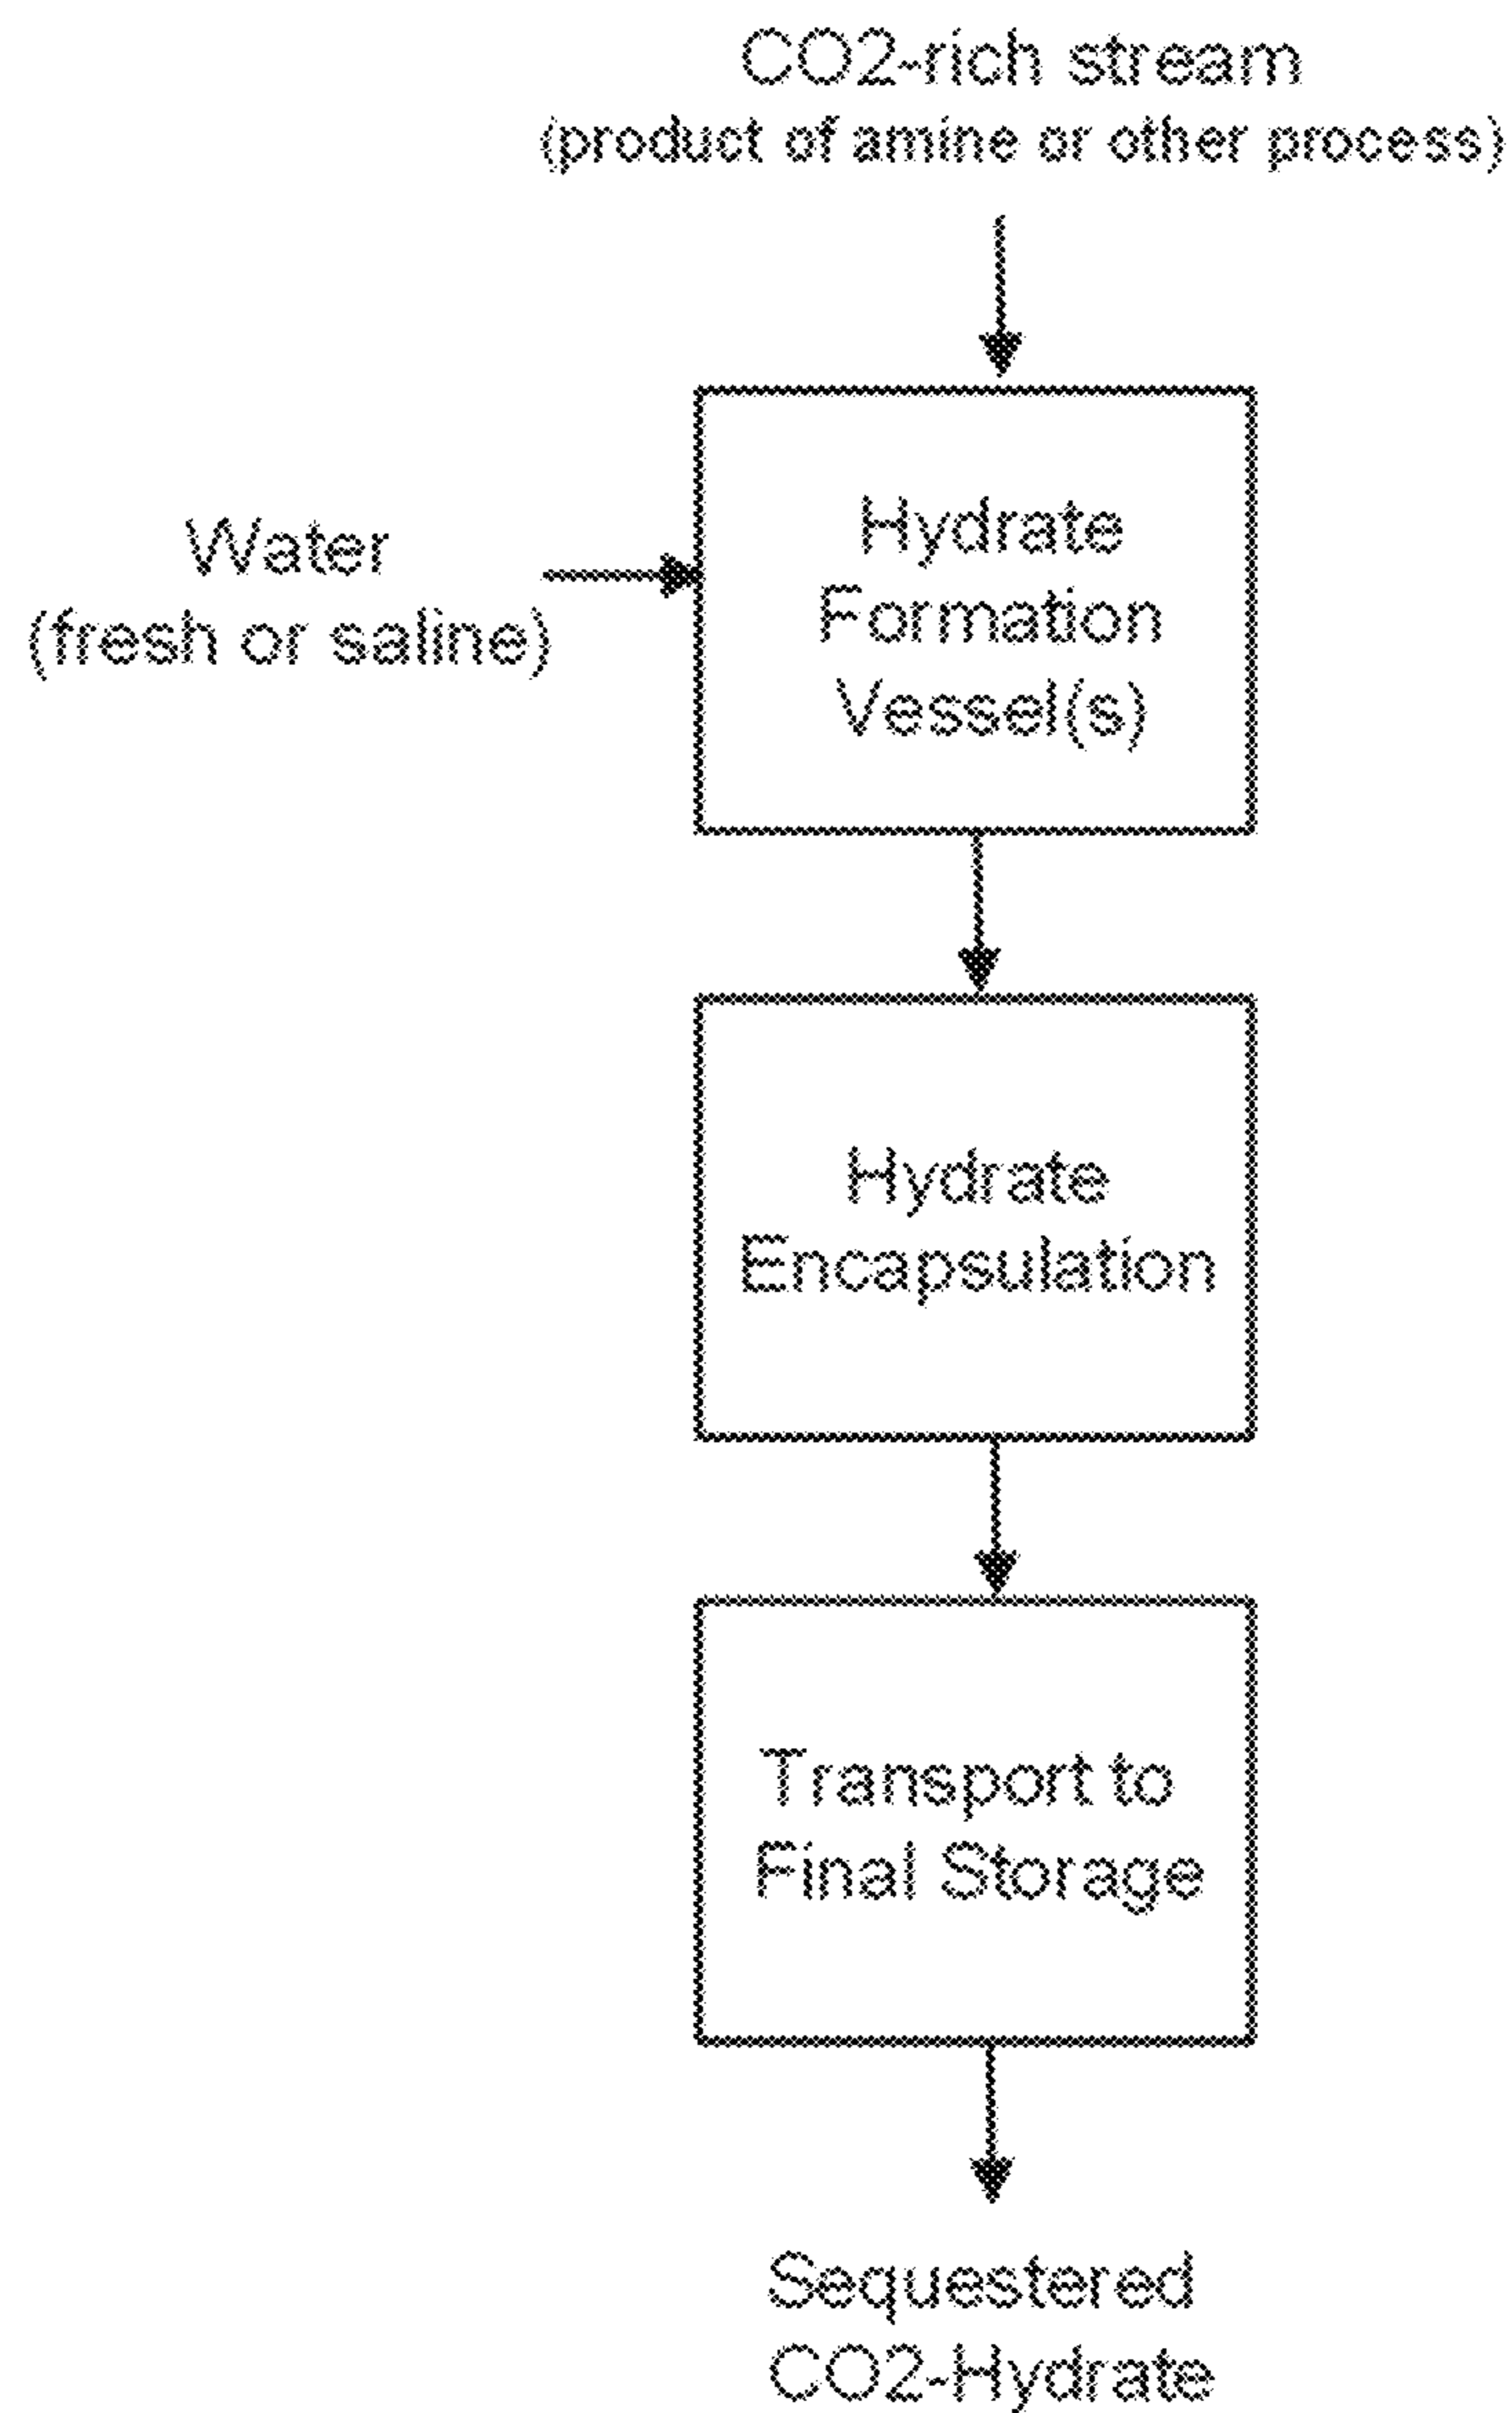 CO2-rich stream
(product of amine or other process)
Water
(fresh or saline)
Hydrate
Formation
Vessel(s)
Hydrate
Encapsulation
Transport to
Final Storage
Sequestered
CO2-Hydrate